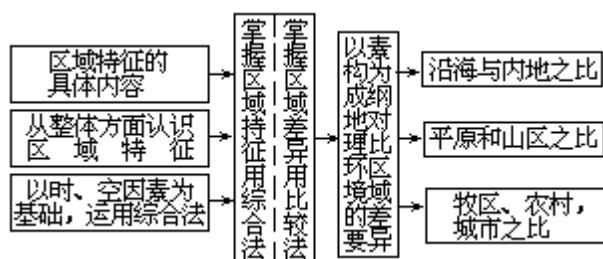 区域特征的
具体内容
从整体方面认识
区域特征
以时、空因素为
基础，运用综合法
掌握区域特征用综合法
掌握区域差异用比较法
以构成地理环境的要
素为纲对比区域差异
沿海与内地之比
平原和山区之比
牧区、农村，
城市之比